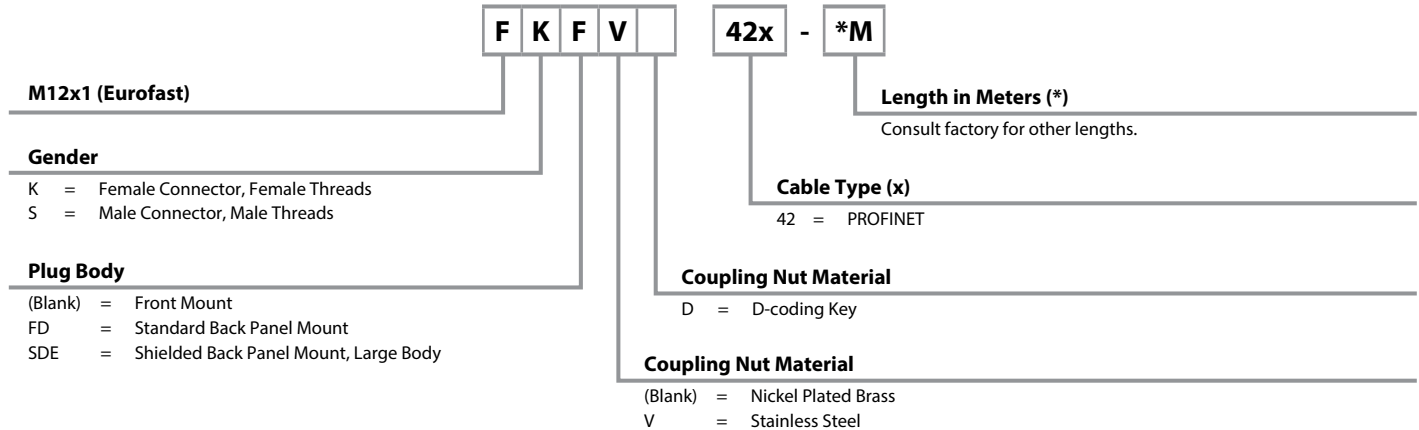 F K F V 42x - *M
M12x1 (Eurofast)
Length in Meters (*)
Consult factory for other lengths.
Gender
K = Female Connector, Female Threads
S = Male Connector, Male Threads
Cable Type (x)
42 = PROFINET
Plug Body
(Blank) = Front Mount
FD = Standard Back Panel Mount
SDE = Shielded Back Panel Mount, Large Body
Coupling Nut Material
D = D-coding Key
Coupling Nut Material
(Blank) = Nickel Plated Brass
V = Stainless Steel